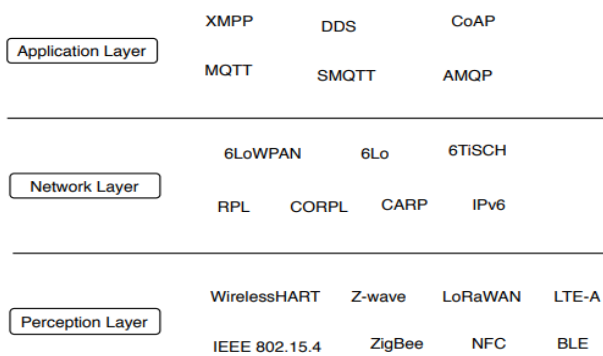 XMPP DDS CoAP
Application Layer
MQTT SMQTT AMQP
6LoWPAN 6Lo 6TiSCH
Network Layer
RPL CORPL CARP IPv6
WirelessHART Z-wave LoRaWAN LTE-A
Perception Layer
IEEE 802.15.4 ZigBee NFC BLE